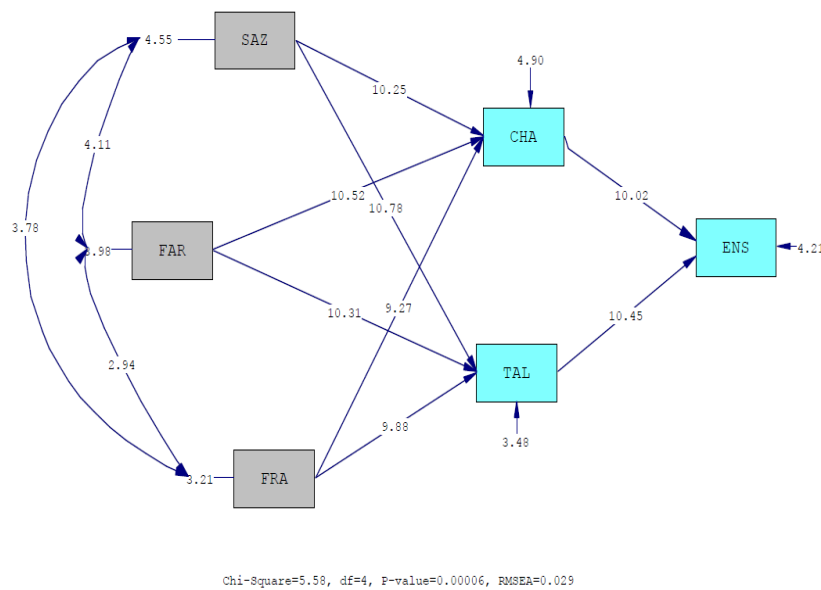 4.55
SAZ
4.90
10.25
CHA
4.11
10.52
10.78
10.02
3.78
3.98
FAR
ENS
4.21
10.31
9.27
10.45
2.94
TAL
9.88
3.48
3.21
FRA
Chi-Square=5.58, df=4, P-value=0.00006, RMSEA=0.029